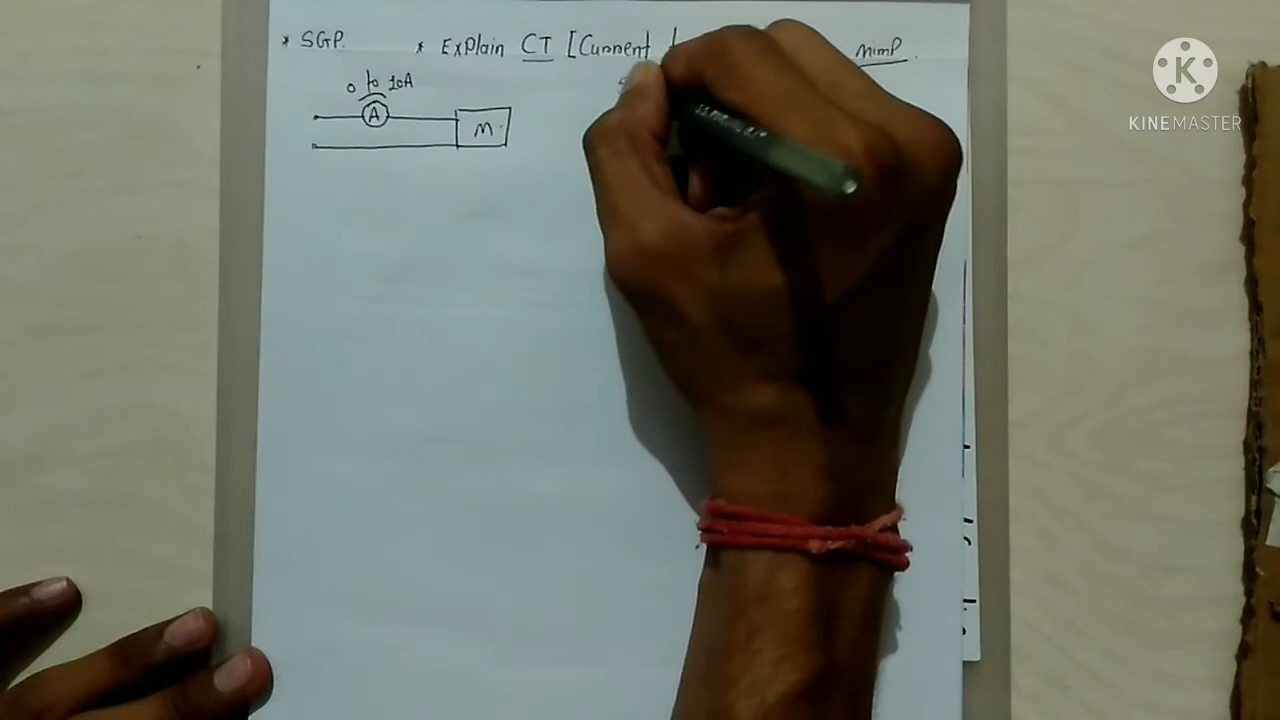 * SGP. * Explain CT [Current
MimP.
0 to 10A
A
M
K
KINEMASTER